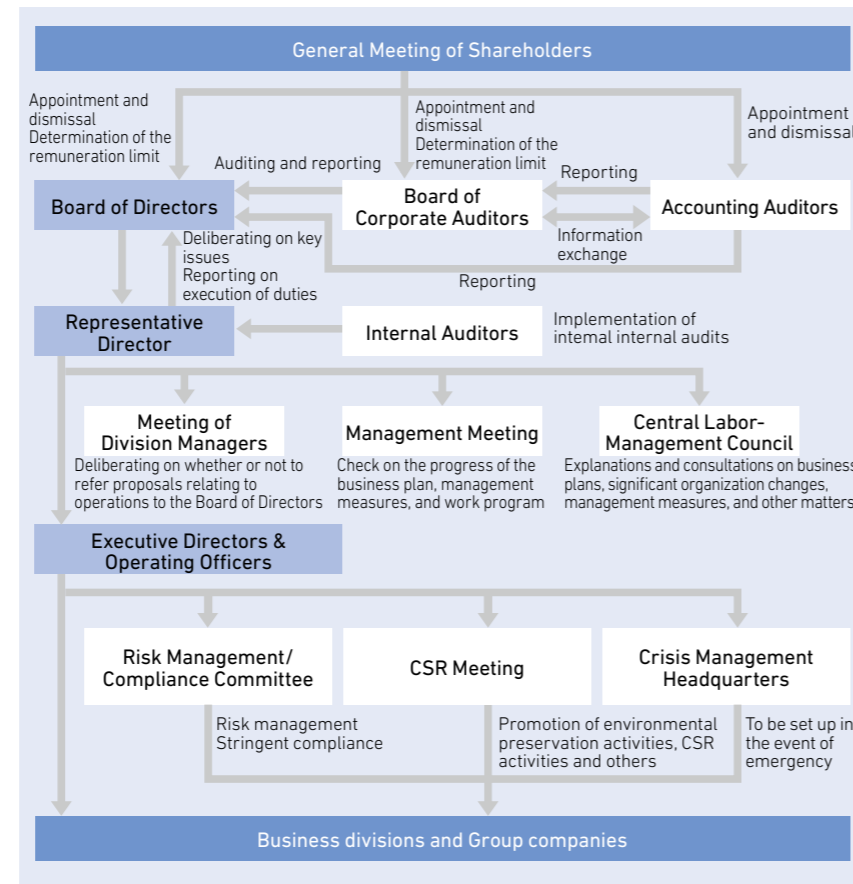 General Meeting of Shareholders
Appointment and
dismissal
Determination of the
remuneration limit
Appointment and
dismissal
Determination of the
remuneration limit
Appointment
and dismissal
Auditing and reporting
Reporting
Board of Directors
Board of
Corporate Auditors
Accounting Auditors
Information
exchange
Deliberating on key
issues
Reporting on
execution of duties
Reporting
Representative
Director
Internal Auditors
Implementation of
internal internal audits
Meeting of
Division Managers
Deliberating on whether or not to
refer proposals relating to
operations to the Board of Directors
Management Meeting
Check on the progress of the
business plan, management
measures, and work program
Central Labor-
Management Council
Explanations and consultations on business
plans, significant organization changes,
management measures, and other matters
Executive Directors &
Operating Officers
Risk Management/
Compliance Committee
CSR Meeting
Crisis Management
Headquarters
Risk management
Stringent compliance
Promotion of environmental
preservation activities, CSR
activities and others
To be set up in
the event of
emergency
Business divisions and Group companies